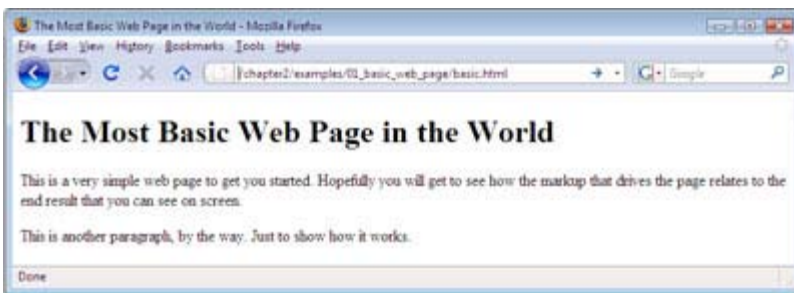 The Most Basic Web Page in the World - Mozilla Firefox
File Edit View History Bookmarks Tools Help
/chapter2/examples/01_basic_web_page/basic.html
Google
The Most Basic Web Page in the World
This is a very simple web page to get you started. Hopefully you will get to see how the markup that drives the page relates to the
end result that you can see on screen.
This is another paragraph, by the way. Just to show how it works.
Done